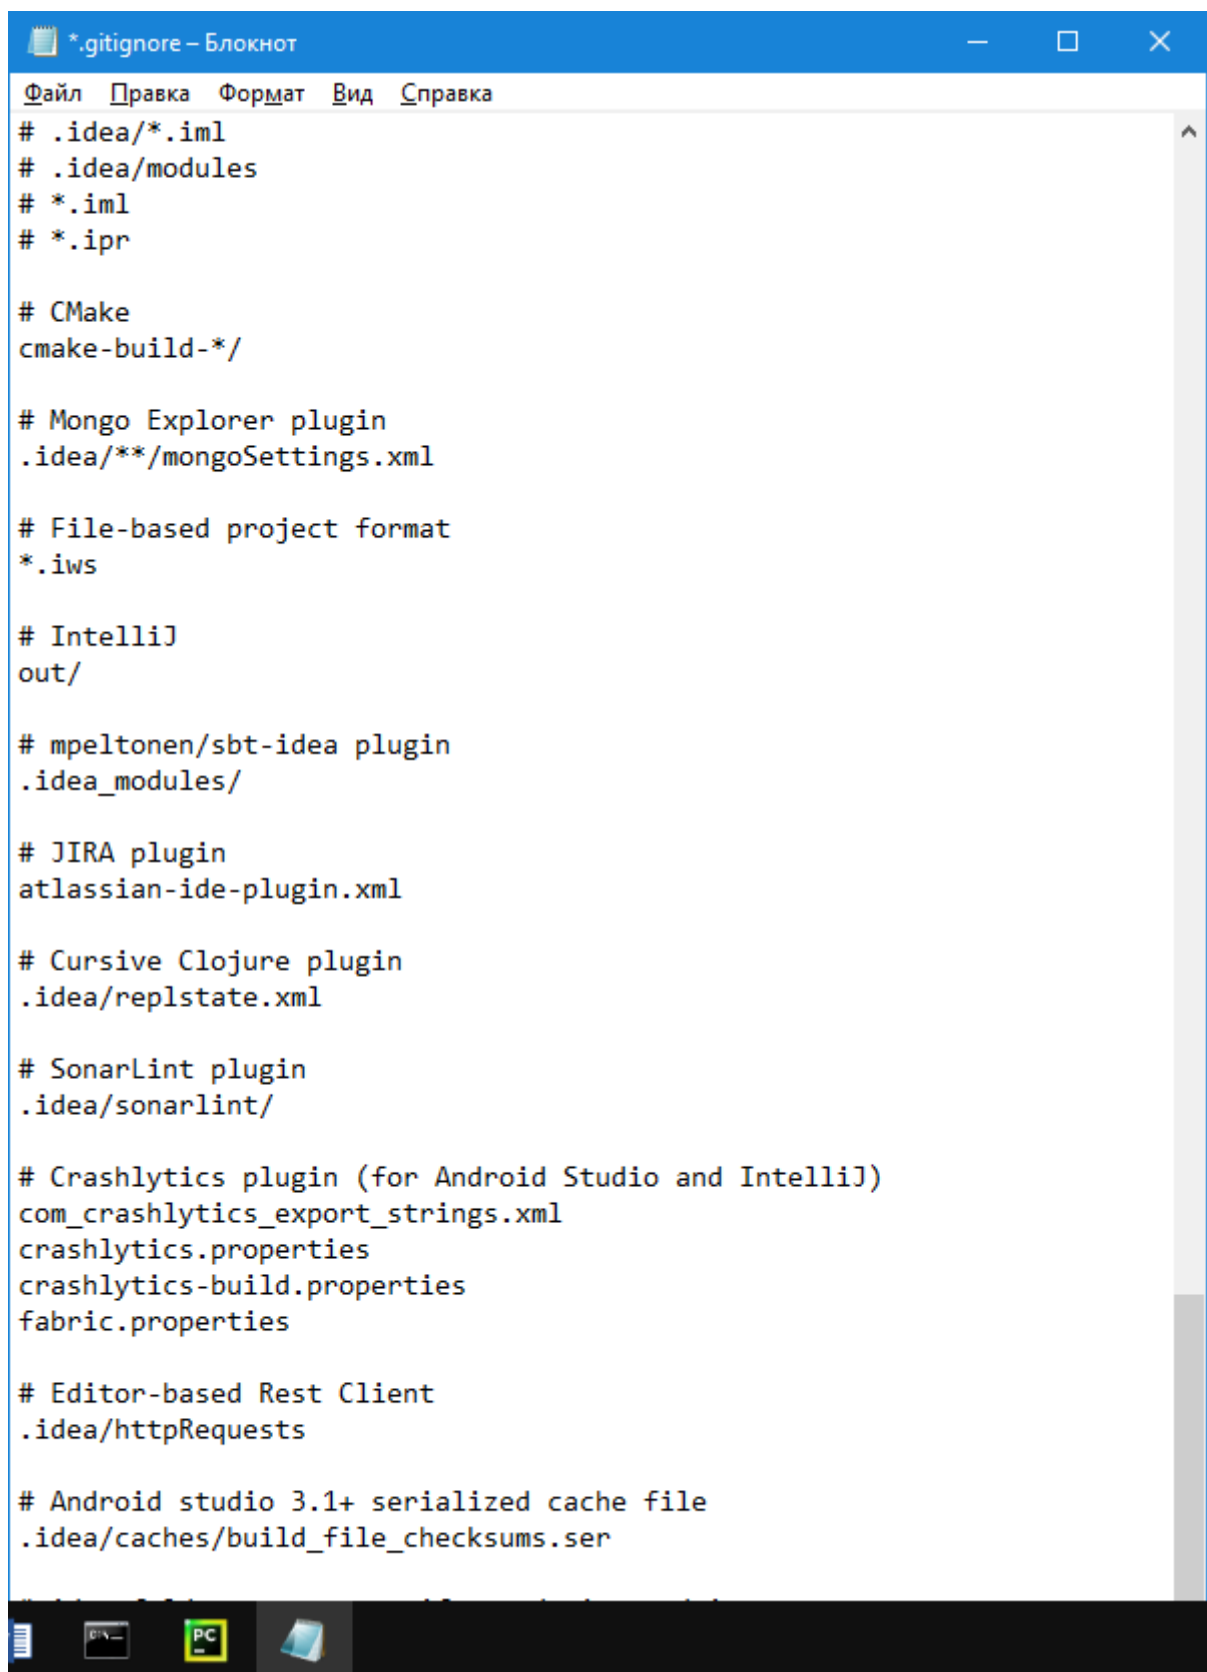 *.gitignore – Блокнот
Файл Правка Формат Вид Справка
# .idea/*.iml
# .idea/modules
# *.iml
# *.ipr
# CMake
cmake-build-*/
# Mongo Explorer plugin
.idea/**/mongoSettings.xml
# File-based project format
*.iws
# IntelliJ
out/
# mpeltonen/sbt-idea plugin
.idea_modules/
# JIRA plugin
atlassian-ide-plugin.xml
# Cursive Clojure plugin
.idea/replstate.xml
# SonarLint plugin
.idea/sonarlint/
# Crashlytics plugin (for Android Studio and IntelliJ)
com_crashlytics_export_strings.xml
crashlytics.properties
crashlytics-build.properties
fabric.properties
# Editor-based Rest Client
.idea/httpRequests
# Android studio 3.1+ serialized cache file
.idea/caches/build_file_checksums.ser
PC